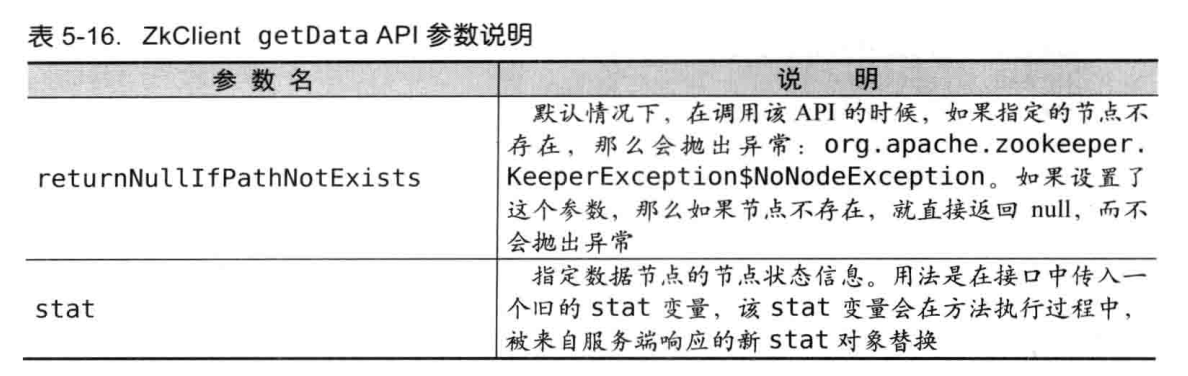 表 5-16. ZkClient getData API 参数说明
参 数 名
说 明
returnNullIfPathNotExists
默认情况下，在调用该 API 的时候，如果指定的节点不
存在，那么会抛出异常：org.apache.zookeeper.
KeeperException$NoNodeException。如果设置了
这个参数，那么如果节点不存在，就直接返回 null，而不
会抛出异常
stat
指定数据节点的节点状态信息。用法是在接口中传入一
个旧的 stat 变量，该 stat 变量会在方法执行过程中，
被来自服务端响应的新 stat 对象替换